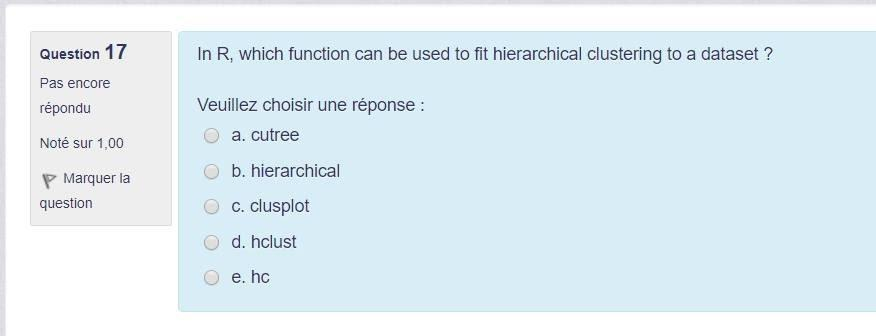 Question 17
Pas encore
répondu
Noté sur 1,00
Marquer la
question
In R, which function can be used to fit hierarchical clustering to a dataset ?
Veuillez choisir une réponse :
a. cutree
b. hierarchical
c. clusplot
d. hclust
e. hc